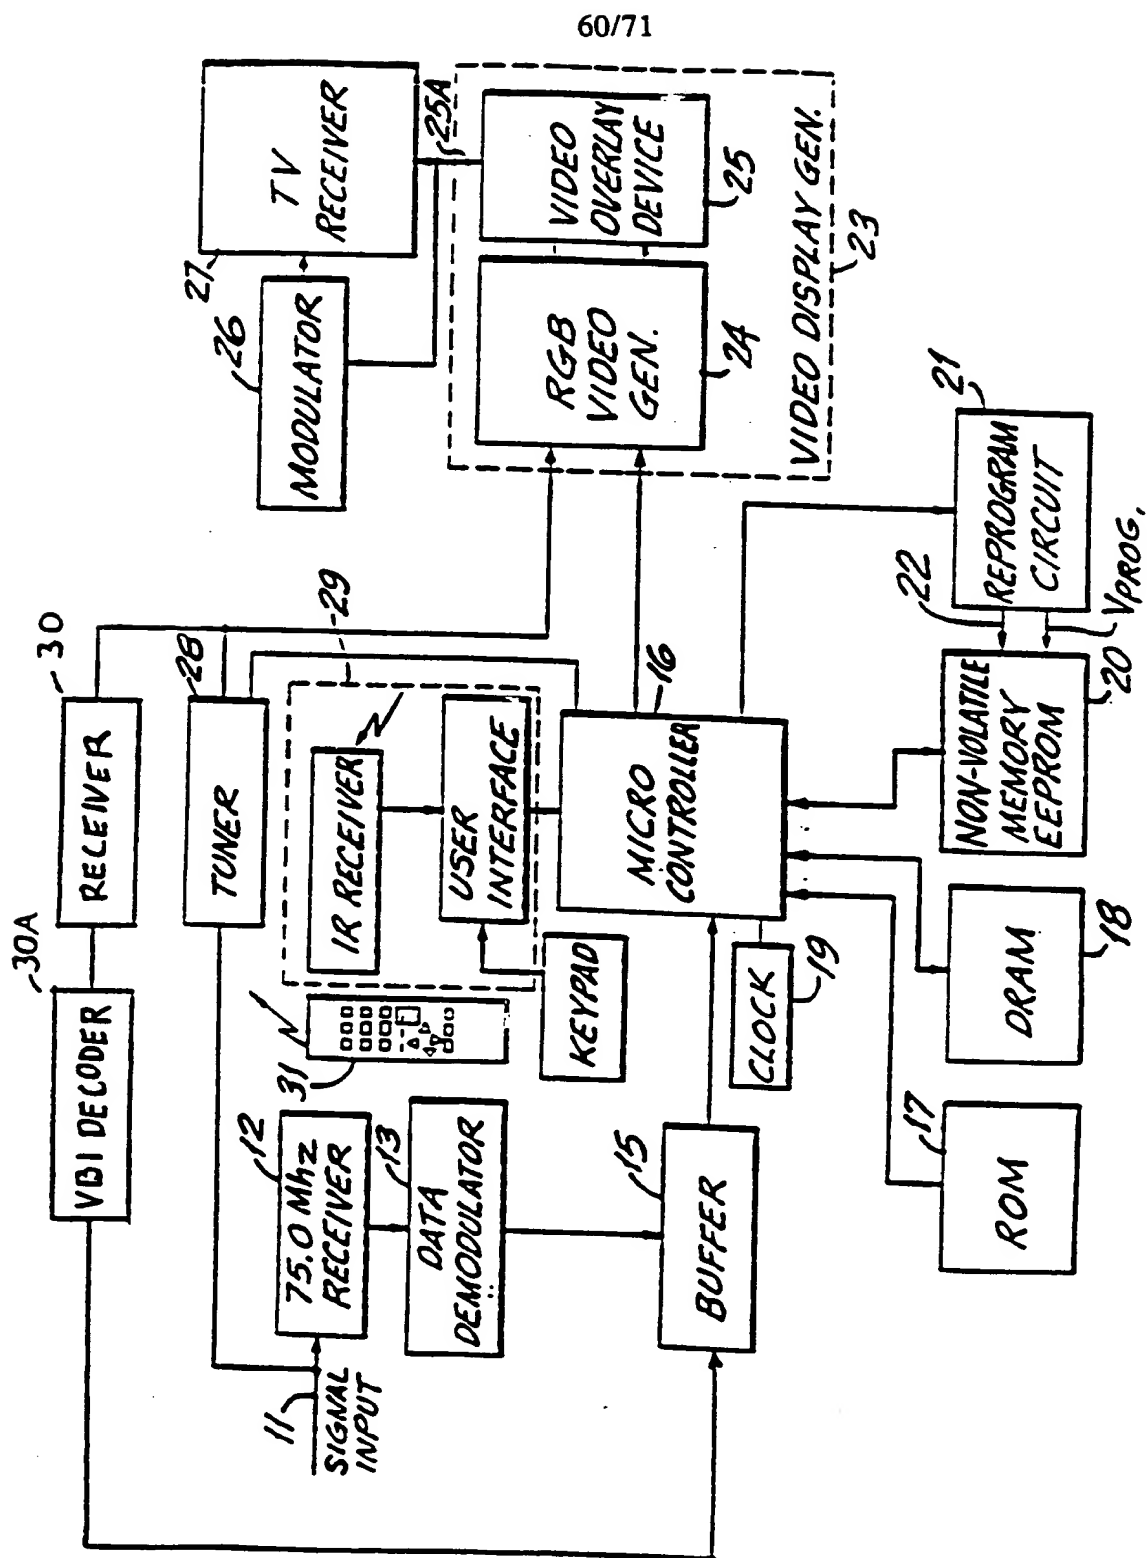 60/71
30A
VBI DECODER
30
RECEIVER
28
TUNER
27
TV
RECEIVER
26
MODULATOR
25A
VIDEO
OVERLAY
DEVICE
25
RGB
VIDEO
GEN.
24
VIDEO DISPLAY GEN.
23
29
IR RECEIVER
USER
INTERFACE
31
KEYPAD
11
SIGNAL
INPUT
12
75.0 Mhz
RECEIVER
13
DATA
DEMODULATOR
15
BUFFER
16
MICRO
CONTROLLER
CLOCK
19
17
ROM
DRAM
18
NON-VOLATILE
MEMORY
EEPROM
20
22
VPROG.
21
REPROGRAM
CIRCUIT